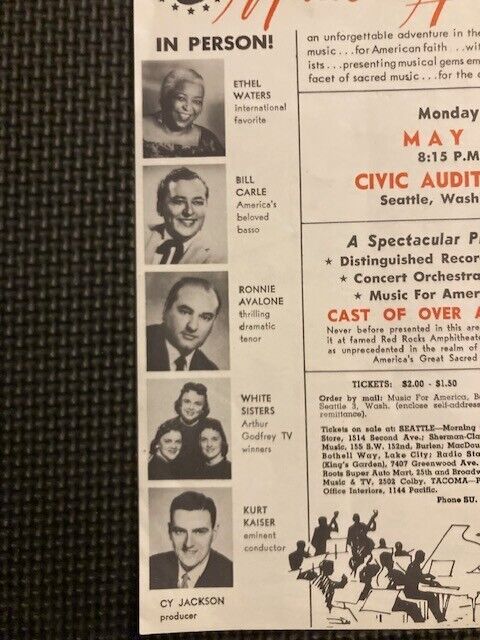 IN PERSON!
ETHEL
WATERS
international
favorite
BILL
CARLE
America's
beloved
basso
RONNIE
AVALONE
thrilling
dramatic
tenor
WHITE
SISTERS
Arthur
Godfrey TV
winners
KURT
KAISER
eminent
conductor
CY JACKSON
producer
an unforgettable adventure in the
music...for American faith...wit
ists...presenting musical gems em
facet of sacred music...for the
Monday
MAY
8:15 P.M
CIVIC AUDIT
Seattle, Wash
A Spectacular P
★ Distinguished Recor
★ Concert Orchestra
★ Music For Amer
CAST OF OVER
Never before presented in this are
it at famed Red Rocks Amphitheate
as unprecedented in the realm of
America's Great Sacred
TICKETS: $2.00 - $1.50
Order by mail: Music For America, B
Seattle 3, Wash. (enclose self-address
remittance).
Tickets on sale at SEATTLE—Morning
Store, 1514 Second Ave.; Sherman-Cla
Music, 155 S.W. 152nd, Burien; MacDou
Bothell Way, Lake City; Radio Sta
(King's Garden), 7407 Greenwood Ave.
Roots Super Auto Mart, 25th and Broadw
Music & TV, 2502 Colby, TACOMA—P
Office Interiors, 1144 Pacific.
Phone SU.